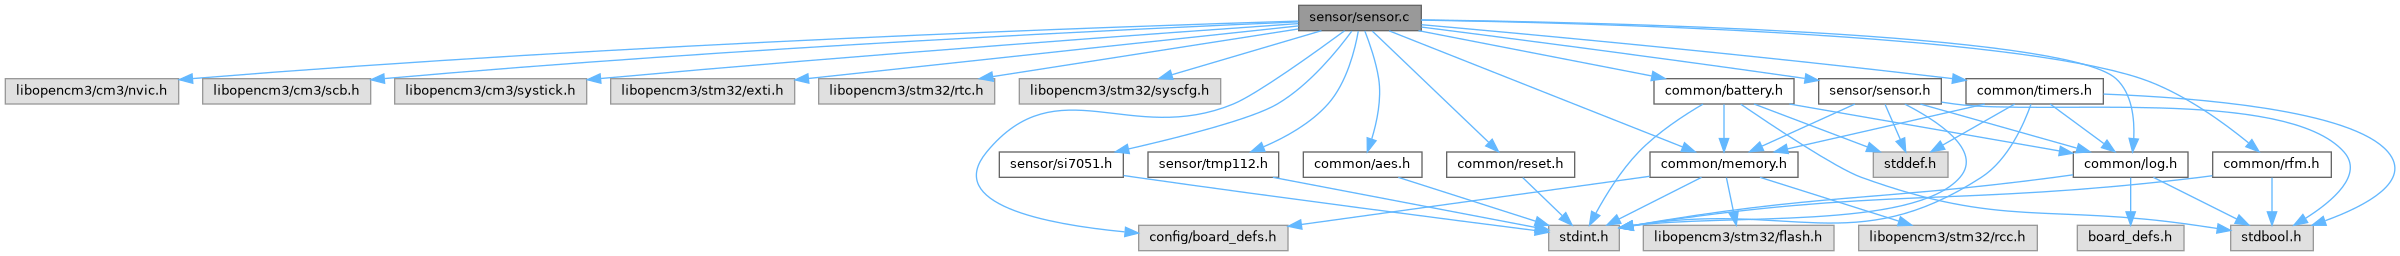 sensor/sensor.c
libopencm3/cm3/nvic.h
libopencm3/cm3/scb.h
libopencm3/cm3/systick.h
libopencm3/stm32/exti.h
libopencm3/stm32/rtc.h
libopencm3/stm32/syscfg.h
common/battery.h
sensor/sensor.h
common/timers.h
sensor/si7051.h
sensor/tmp112.h
common/aes.h
common/reset.h
common/memory.h
stddef.h
common/log.h
common/rfm.h
config/board_defs.h
stdint.h
libopencm3/stm32/flash.h
libopencm3/stm32/rcc.h
board_defs.h
stdbool.h